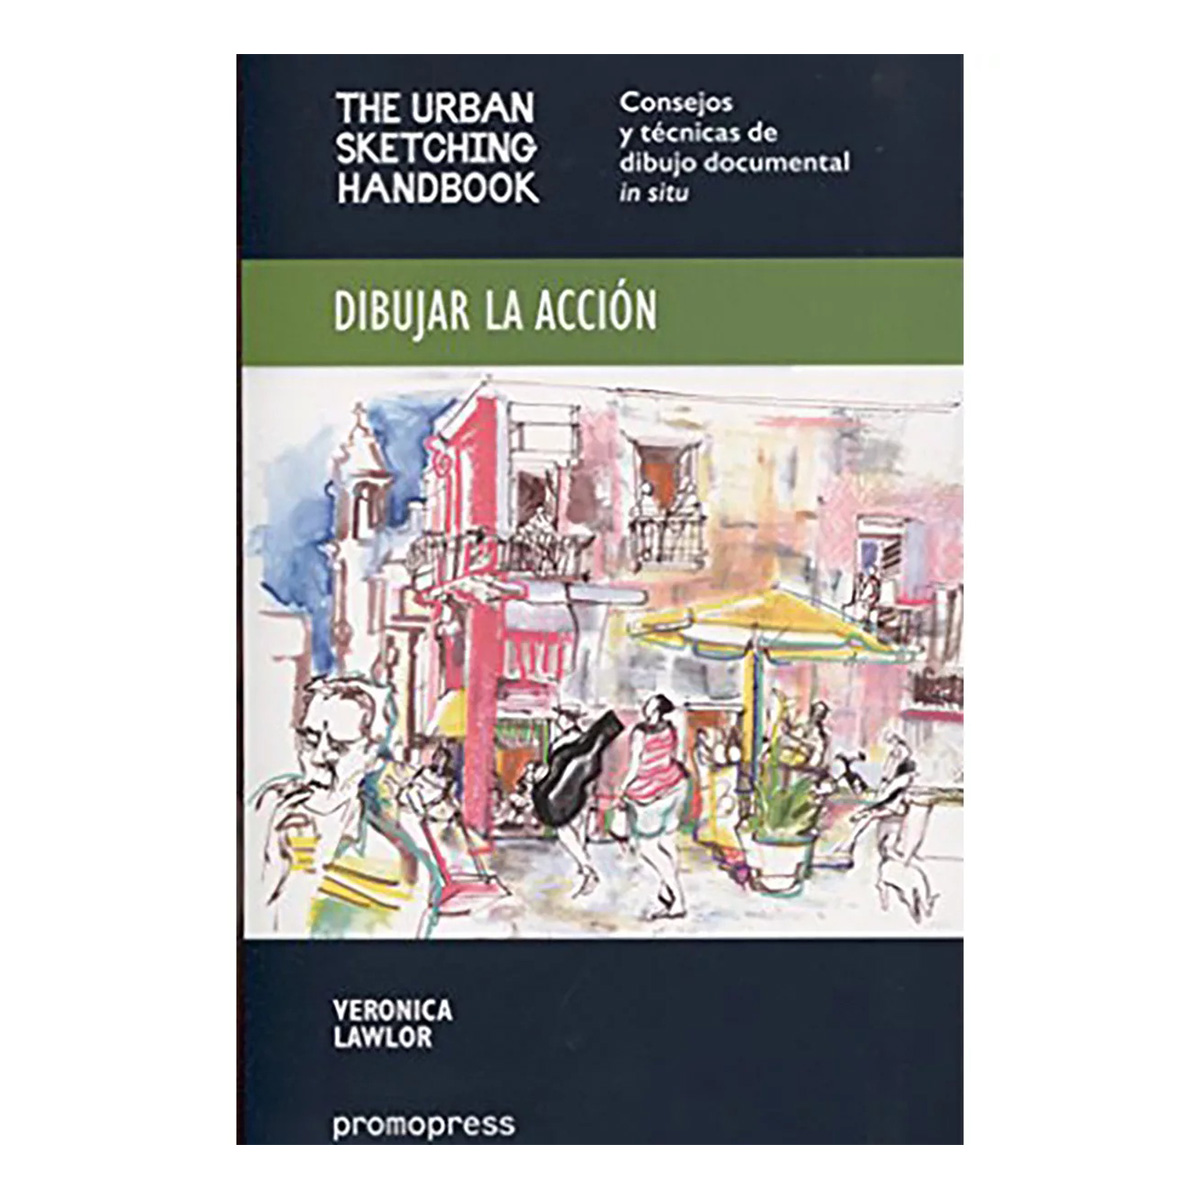 THE URBAN
SKETCHING
HANDBOOK
Consejos
y técnicas de
dibujo documental
in situ
DIBUJAR LA ACCIÓN
VERONICA
LAWLOR
promopress